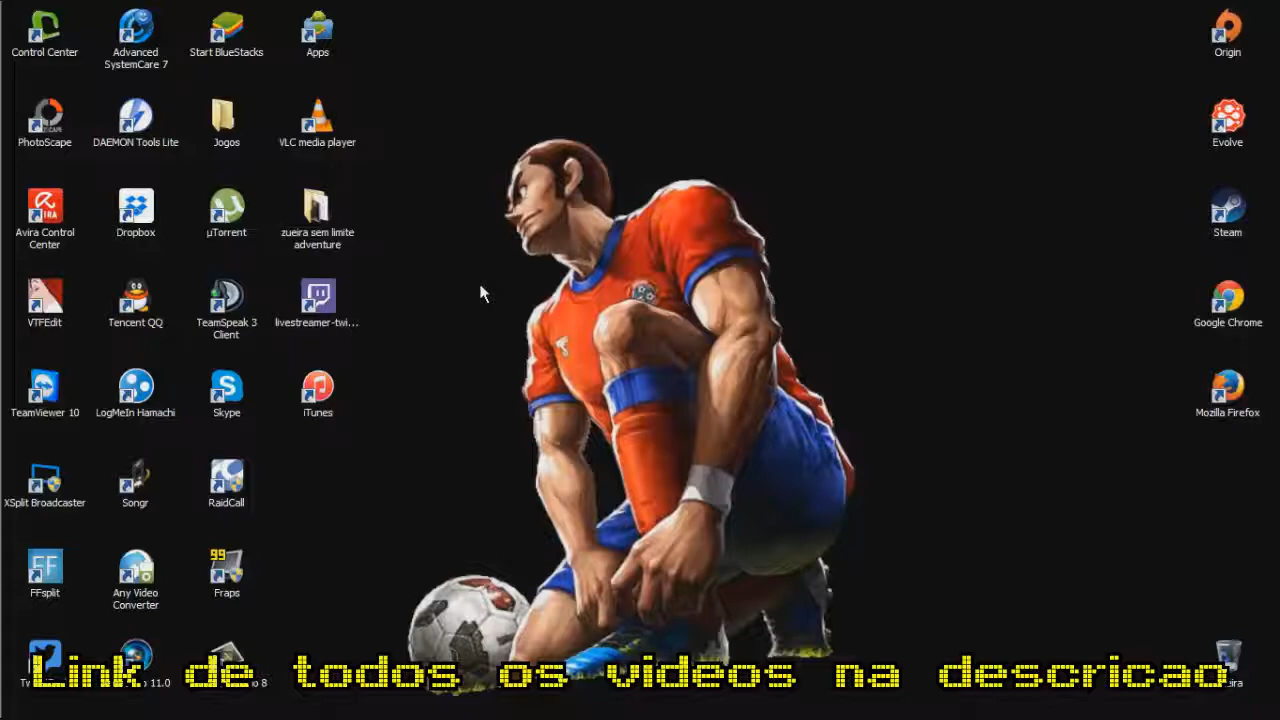 Control Center
Advanced SystemCare 7
Start BlueStacks
Apps
Origin
PhotoScape
DAEMON Tools Lite
Jogos
VLC media player
Evolve
Avira Control Center
Dropbox
µTorrent
zueira sem limite adventure
Steam
VTFEdit
Tencent QQ
TeamSpeak 3 Client
livestreamer-twi...
Google Chrome
TeamViewer 10
LogMeIn Hamachi
Skype
iTunes
Mozilla Firefox
XSplit Broadcaster
Songr
RaidCall
FFsplit
Any Video Converter
99
Fraps
Link de todos os videos na descricao